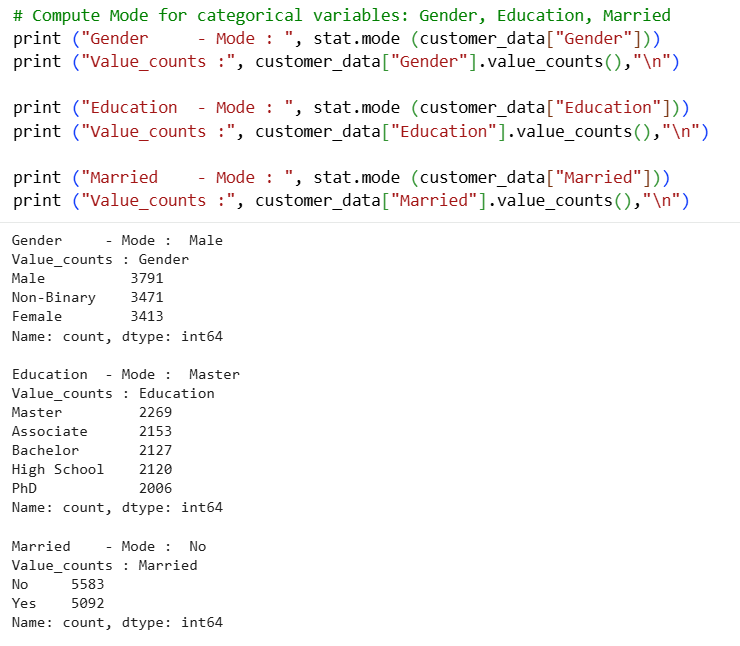 # Compute Mode for categorical variables: Gender, Education, Married
print ("Gender     - Mode : ", stat.mode (customer_data["Gender"]))
print ("Value_counts :", customer_data["Gender"].value_counts(),"\n")
print ("Education  - Mode : ", stat.mode (customer_data["Education"]))
print ("Value_counts :", customer_data["Education"].value_counts(),"\n")
print ("Married    - Mode : ", stat.mode (customer_data["Married"]))
print ("Value_counts :", customer_data["Married"].value_counts(),"\n")
Gender     - Mode :  Male
Value_counts : Gender
Male          3791
Non-Binary    3471
Female        3413
Name: count, dtype: int64
Education  - Mode :  Master
Value_counts : Education
Master         2269
Associate      2153
Bachelor       2127
High School    2120
PhD            2006
Name: count, dtype: int64
Married    - Mode :  No
Value_counts : Married
No     5583
Yes    5092
Name: count, dtype: int64